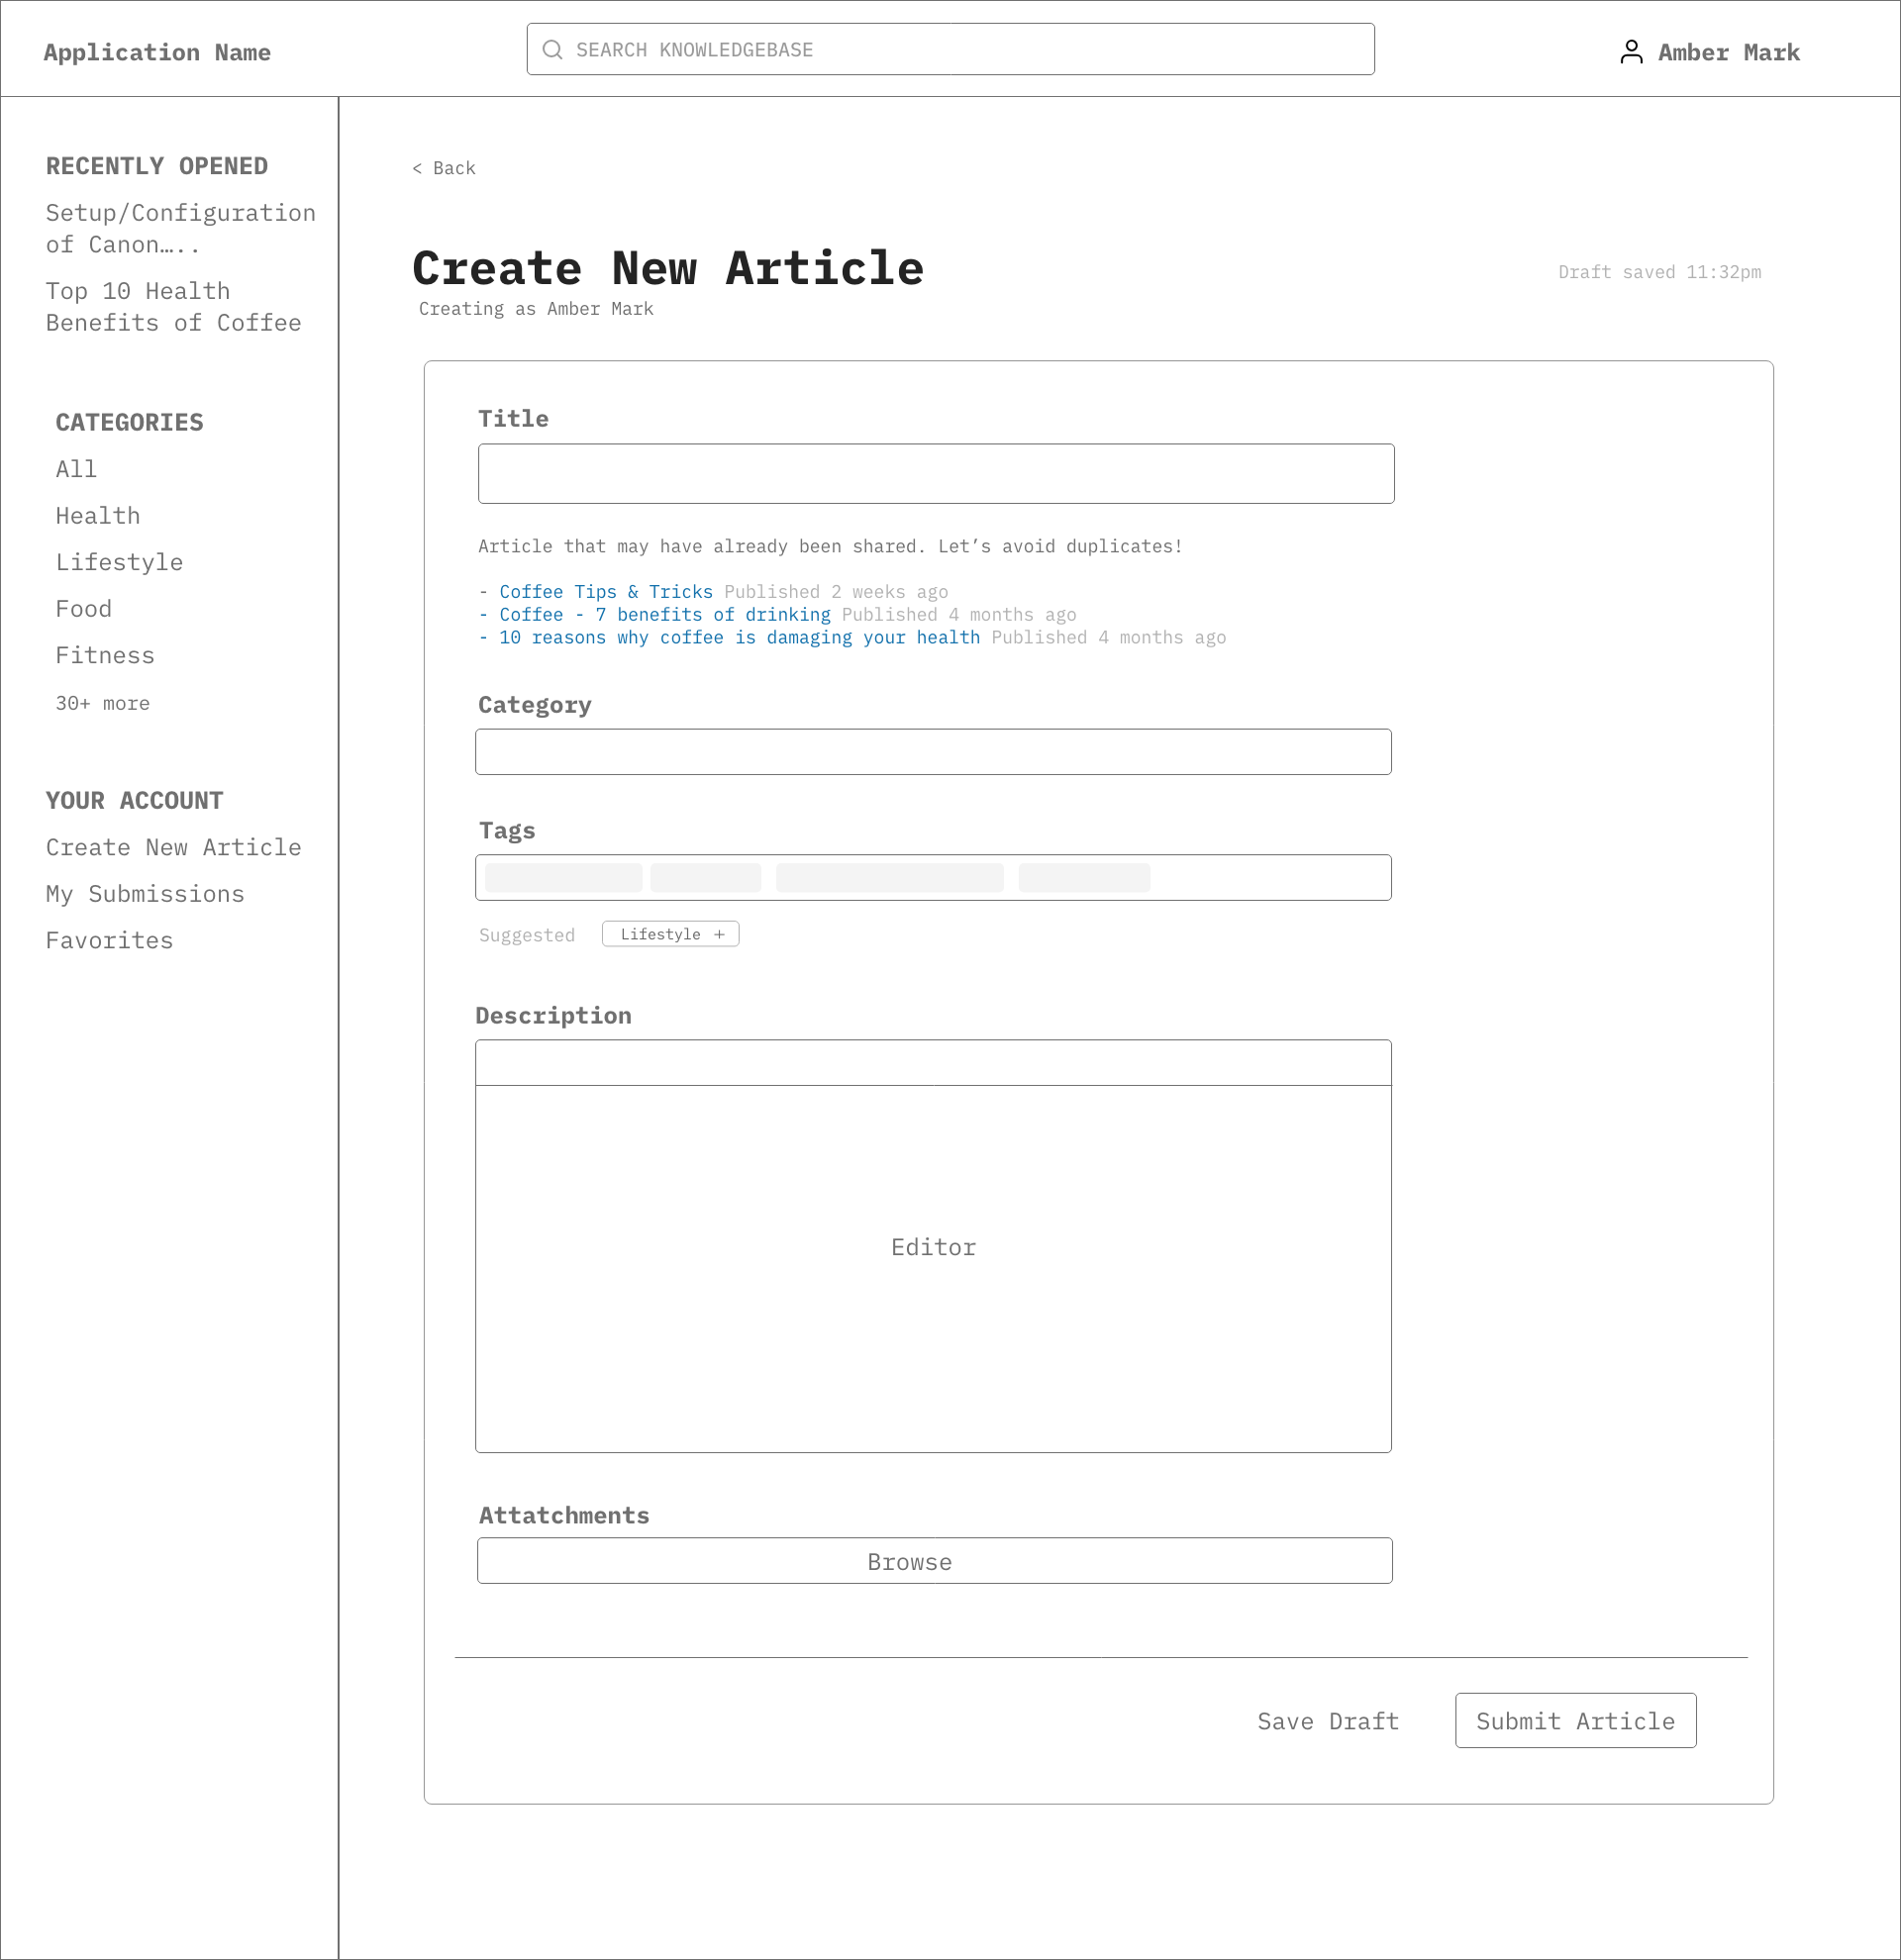 Application Name
SEARCH KNOWLEDGEBASE
Amber Mark
RECENTLY OPENED
Setup/Configuration
of Canon…..
Top 10 Health
Benefits of Coffee
CATEGORIES
All
Health
Lifestyle
Food
Fitness
30+ more
YOUR ACCOUNT
Create New Article
My Submissions
Favorites
< Back
Create New Article
Draft saved 11:32pm
Creating as Amber Mark
Title
Article that may have already been shared. Let’s avoid duplicates!
- Coffee Tips & Tricks Published 2 weeks ago
- Coffee - 7 benefits of drinking Published 4 months ago
- 10 reasons why coffee is damaging your health Published 4 months ago
Category
Tags
Suggested
Lifestyle +
Description
Editor
Attatchments
Browse
Save Draft
Submit Article